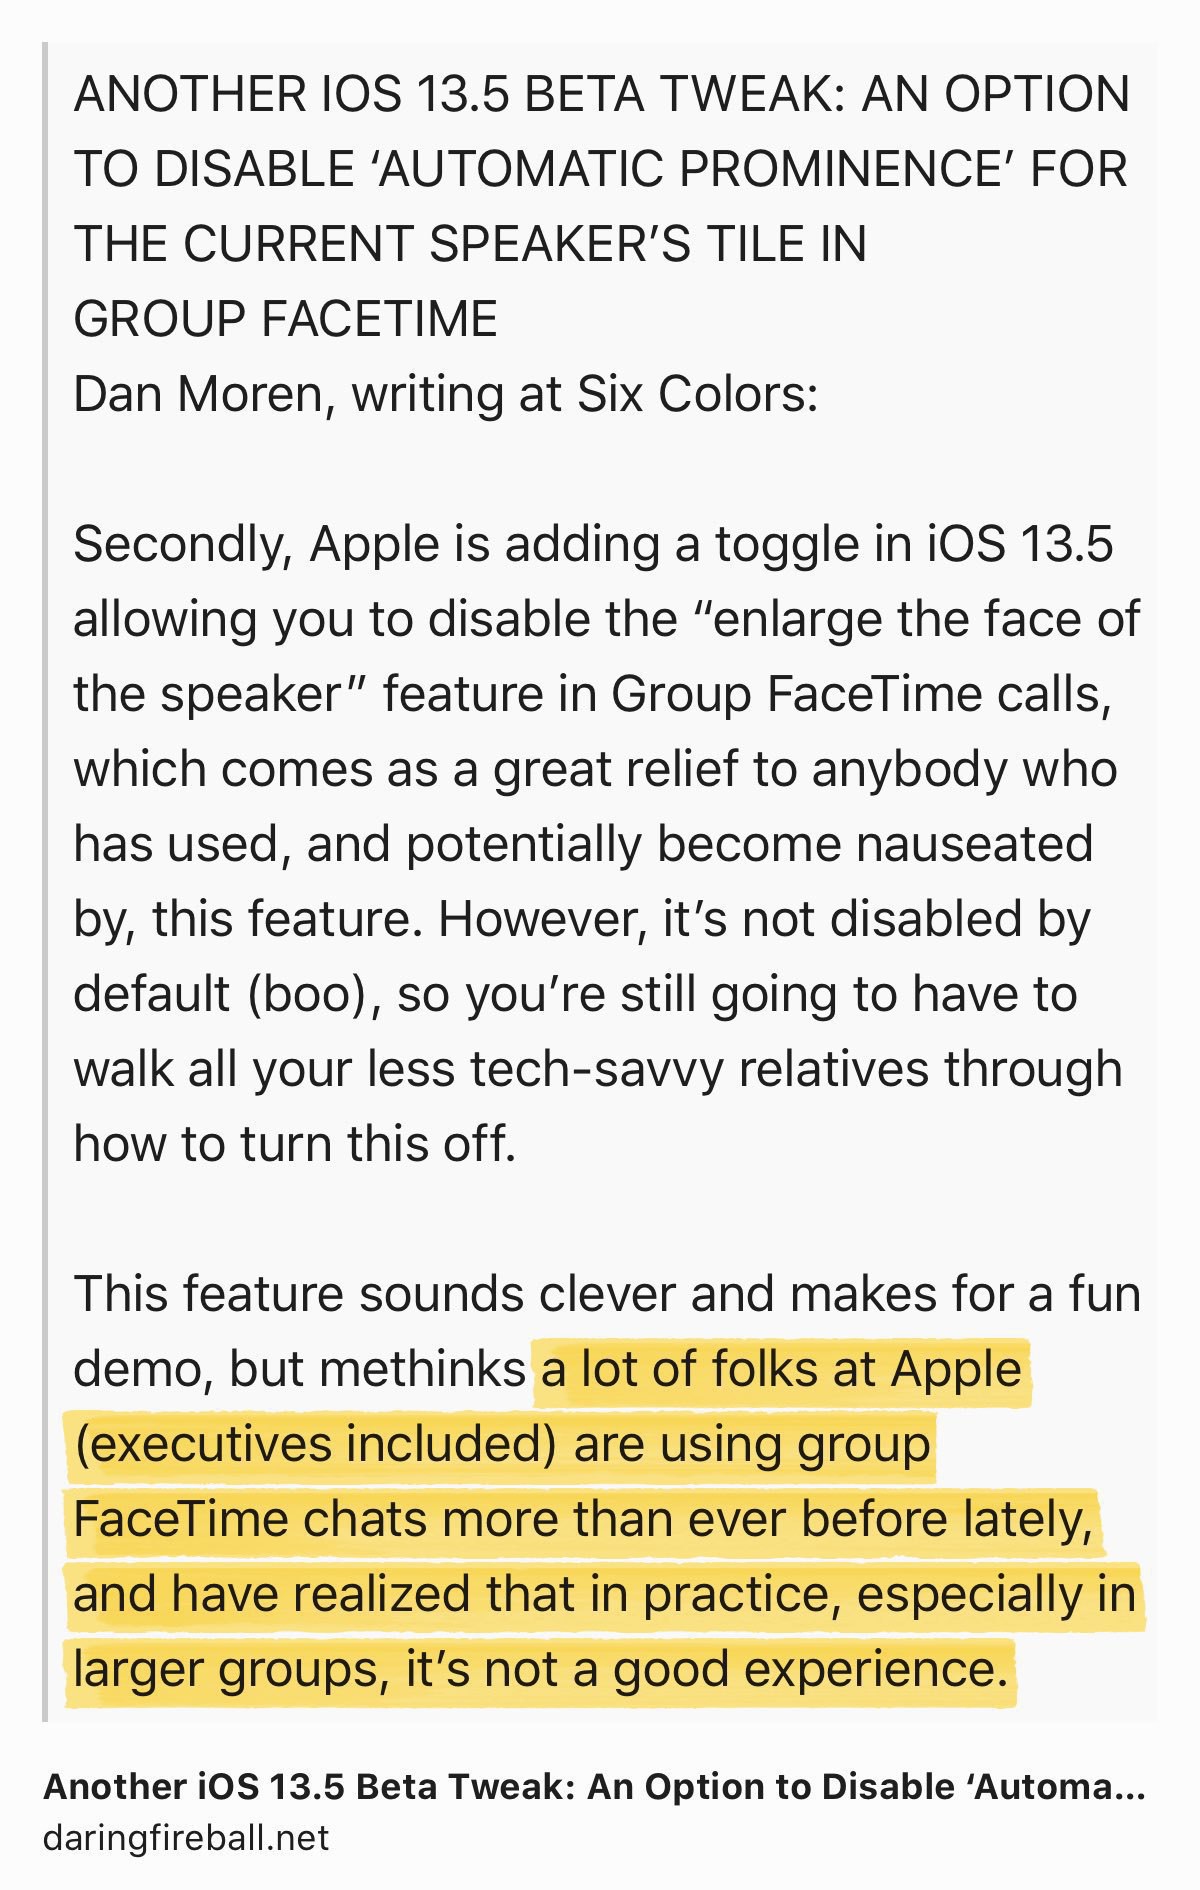 ANOTHER IOS 13.5 BETA TWEAK: AN OPTION
TO DISABLE ‘AUTOMATIC PROMINENCE’ FOR
THE CURRENT SPEAKER’S TILE IN
GROUP FACETIME
Dan Moren, writing at Six Colors:
Secondly, Apple is adding a toggle in iOS 13.5
allowing you to disable the “enlarge the face of
the speaker” feature in Group FaceTime calls,
which comes as a great relief to anybody who
has used, and potentially become nauseated
by, this feature. However, it’s not disabled by
default (boo), so you’re still going to have to
walk all your less tech-savvy relatives through
how to turn this off.
This feature sounds clever and makes for a fun
demo, but methinks a lot of folks at Apple
(executives included) are using group
FaceTime chats more than ever before lately,
and have realized that in practice, especially in
larger groups, it’s not a good experience.
Another iOS 13.5 Beta Tweak: An Option to Disable ‘Automa...
daringfireball.net